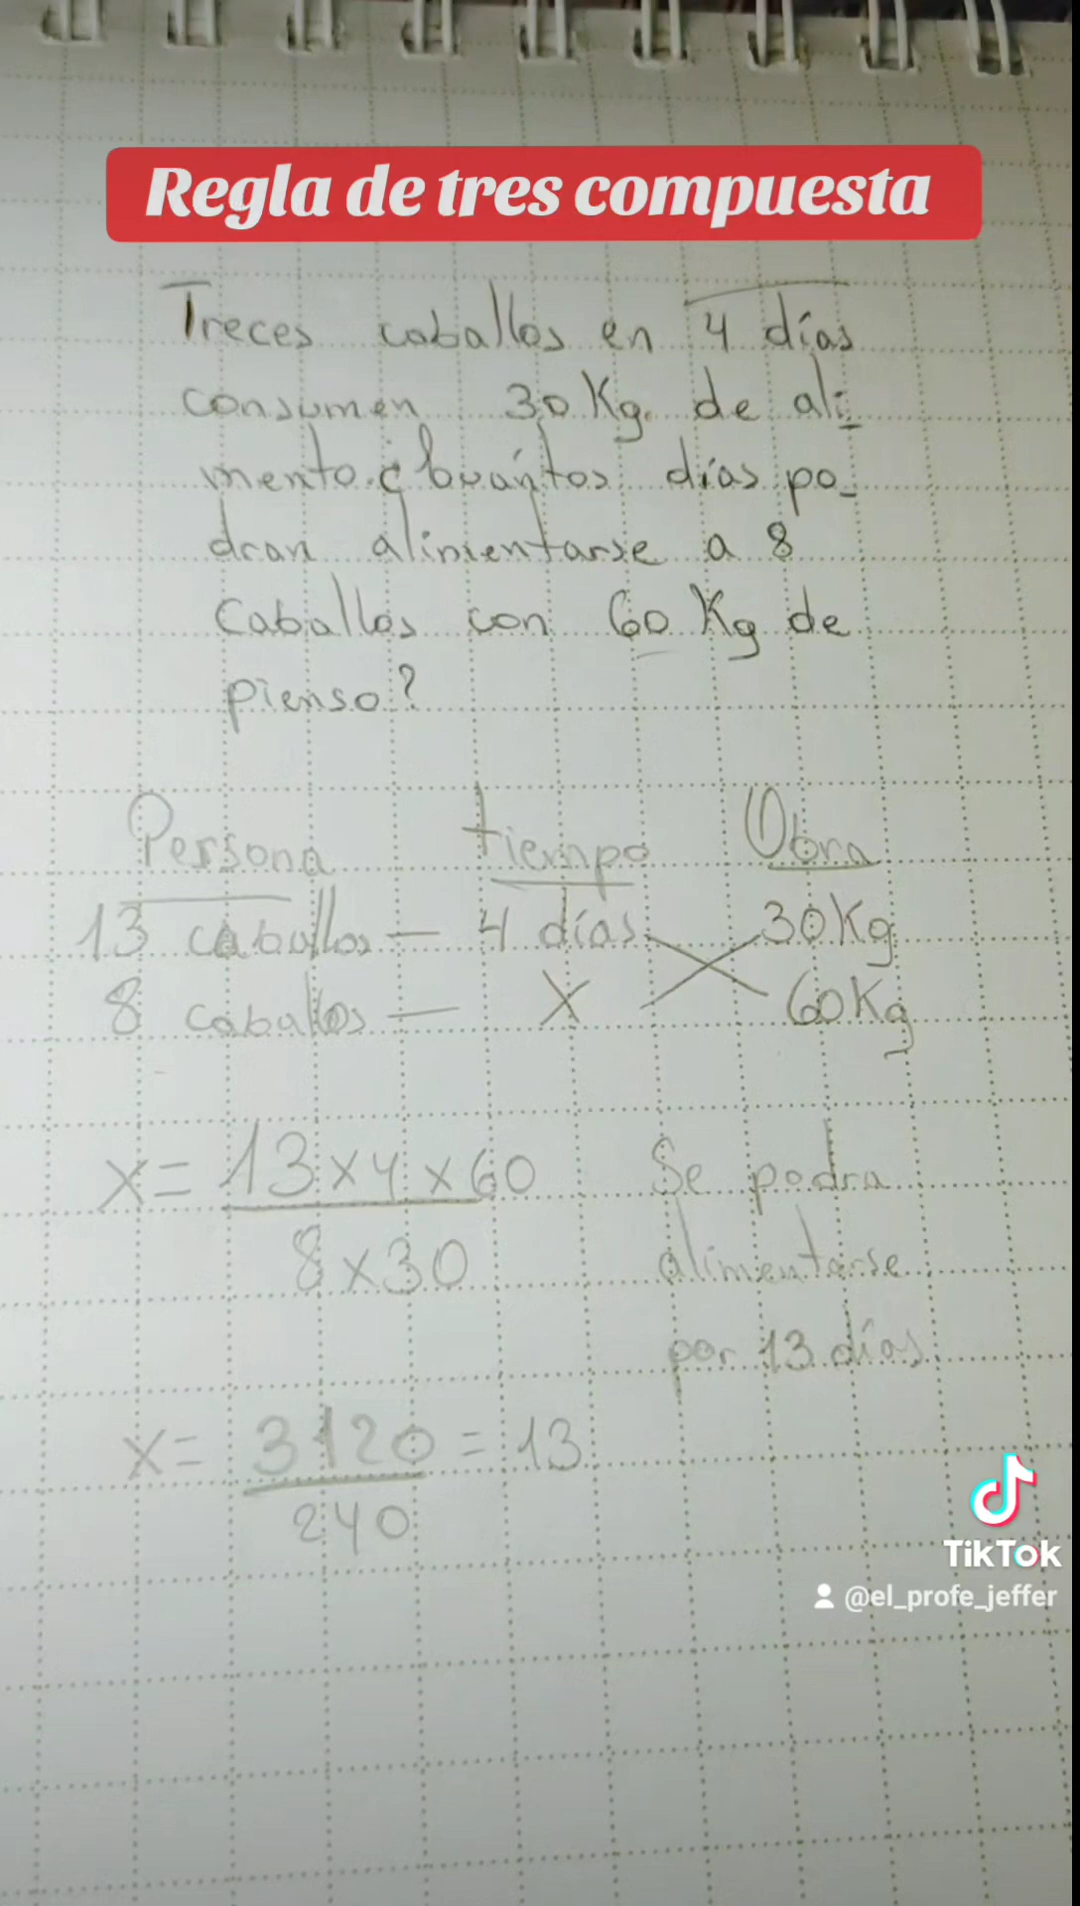 Regla de tres compuesta
Treces caballos en 4 días
consumen 30 Kg. de ali-
mento. ¿Cuántos días po-
dran alimentarse a 8
Caballos con 60 Kg de
pienso?
Persona tiempo Obra
13 caballos — 4 días 30Kg
8 caballos — X 60Kg
x= 13 x 4 x 60 Se podra
8 x 30 alimentarse
por 13 días
x= 3120 = 13
240
TikTok
@el_profe_jeffer